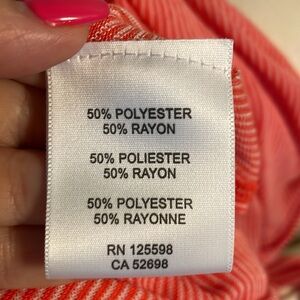 50% POLYESTER
50% RAYON
50% POLIESTER
50% RAYON
50% POLYESTER
50% RAYONNE
RN 125598
CA 52698